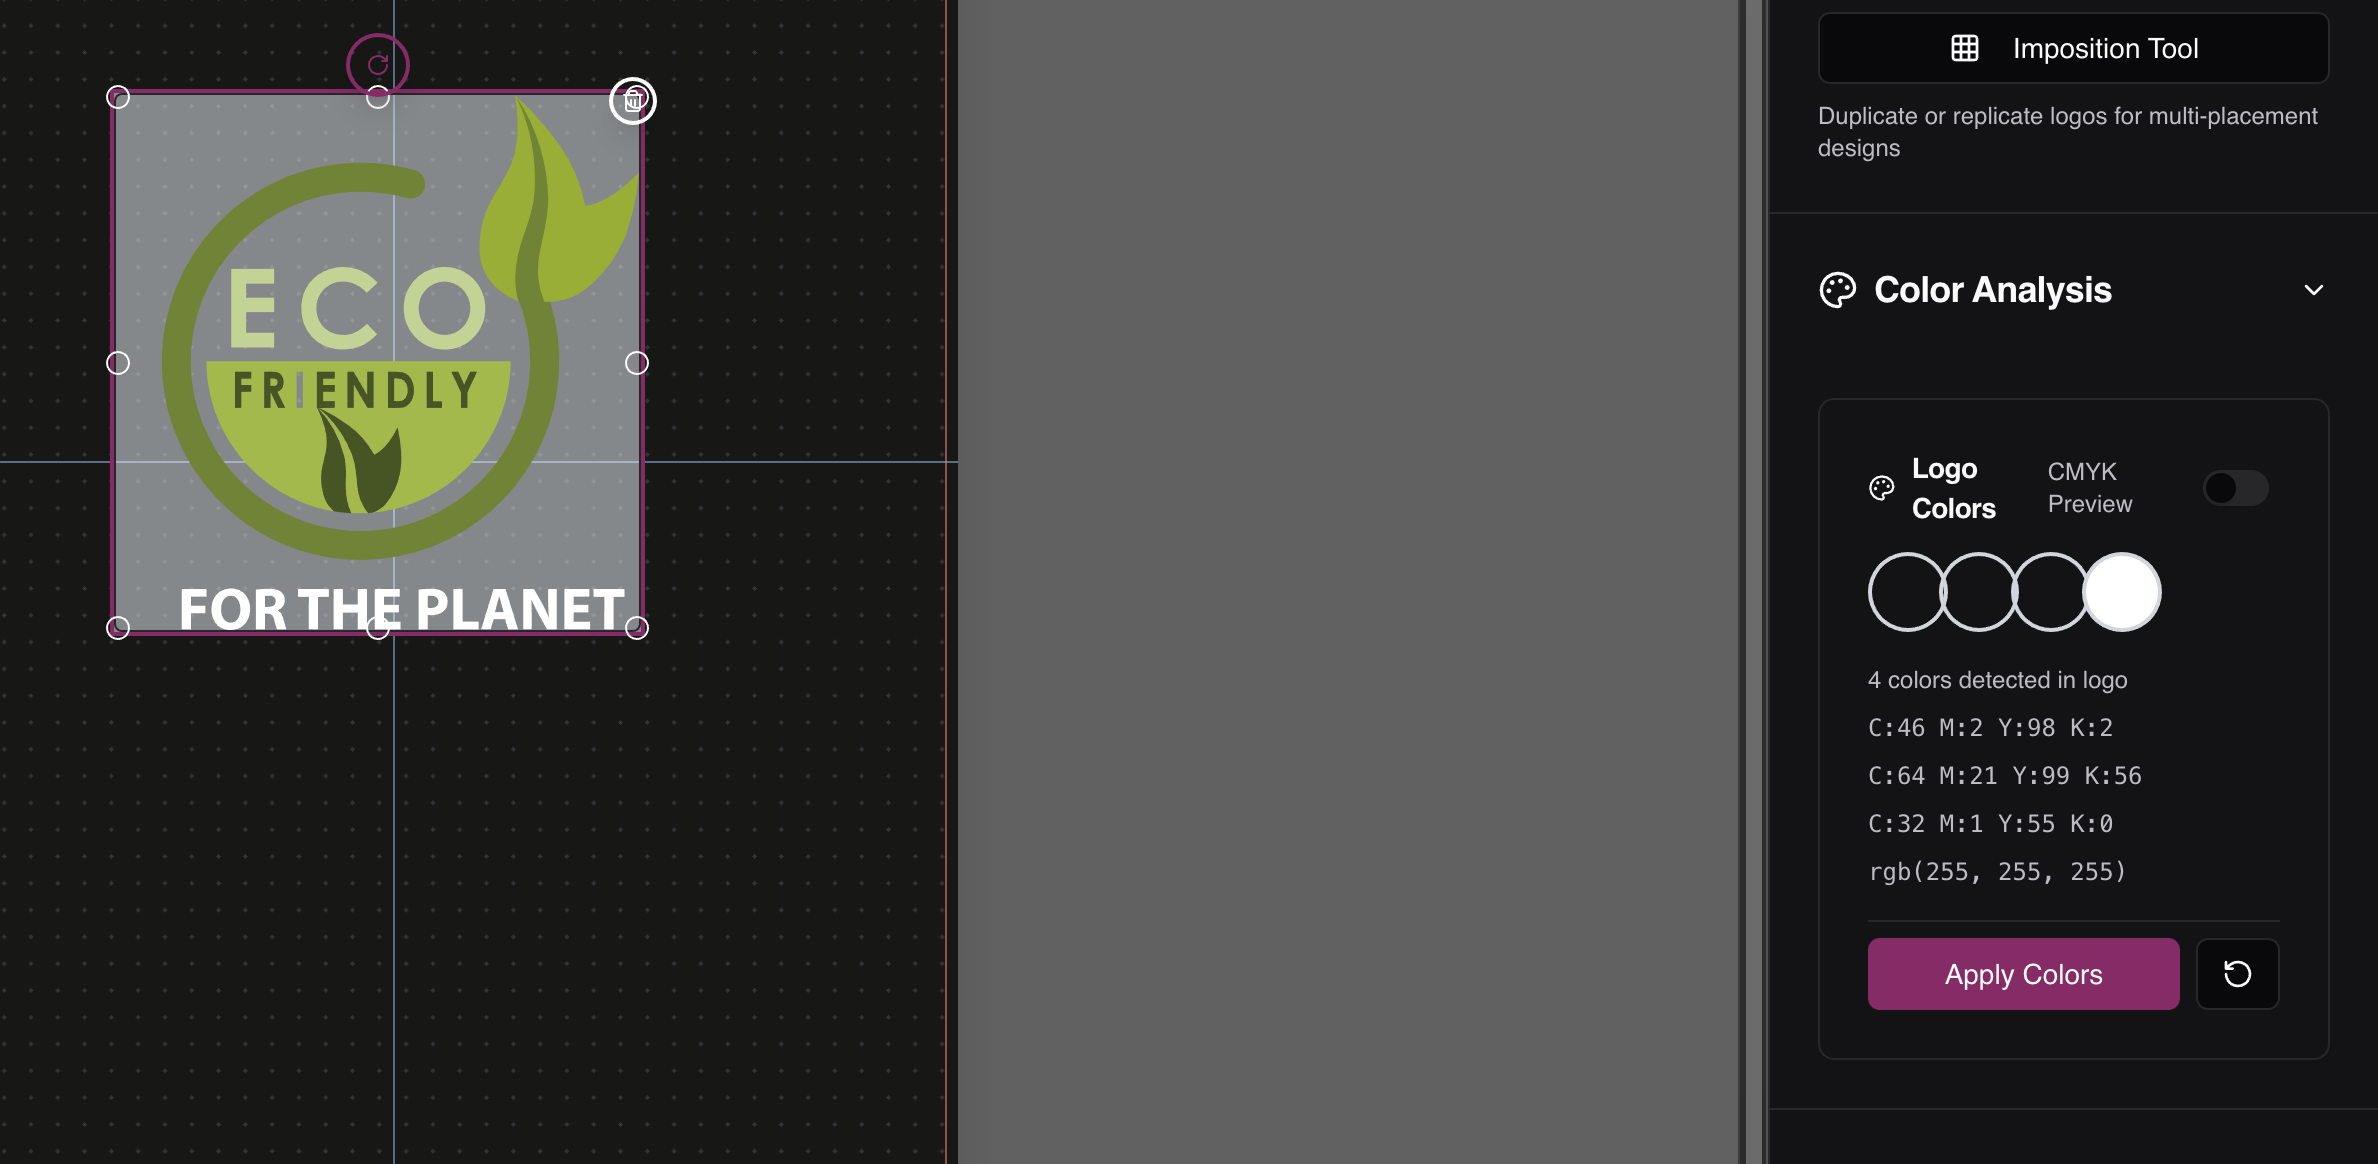 ECO
FRIENDLY
FOR THE PLANET
Imposition Tool
Duplicate or replicate logos for multi-placement
designs
Color Analysis
Logo
Colors
CMYK
Preview
4 colors detected in logo
C:46 M:2 Y:98 K:2
C:64 M:21 Y:99 K:56
C:32 M:1 Y:55 K:0
rgb(255, 255, 255)
Apply Colors